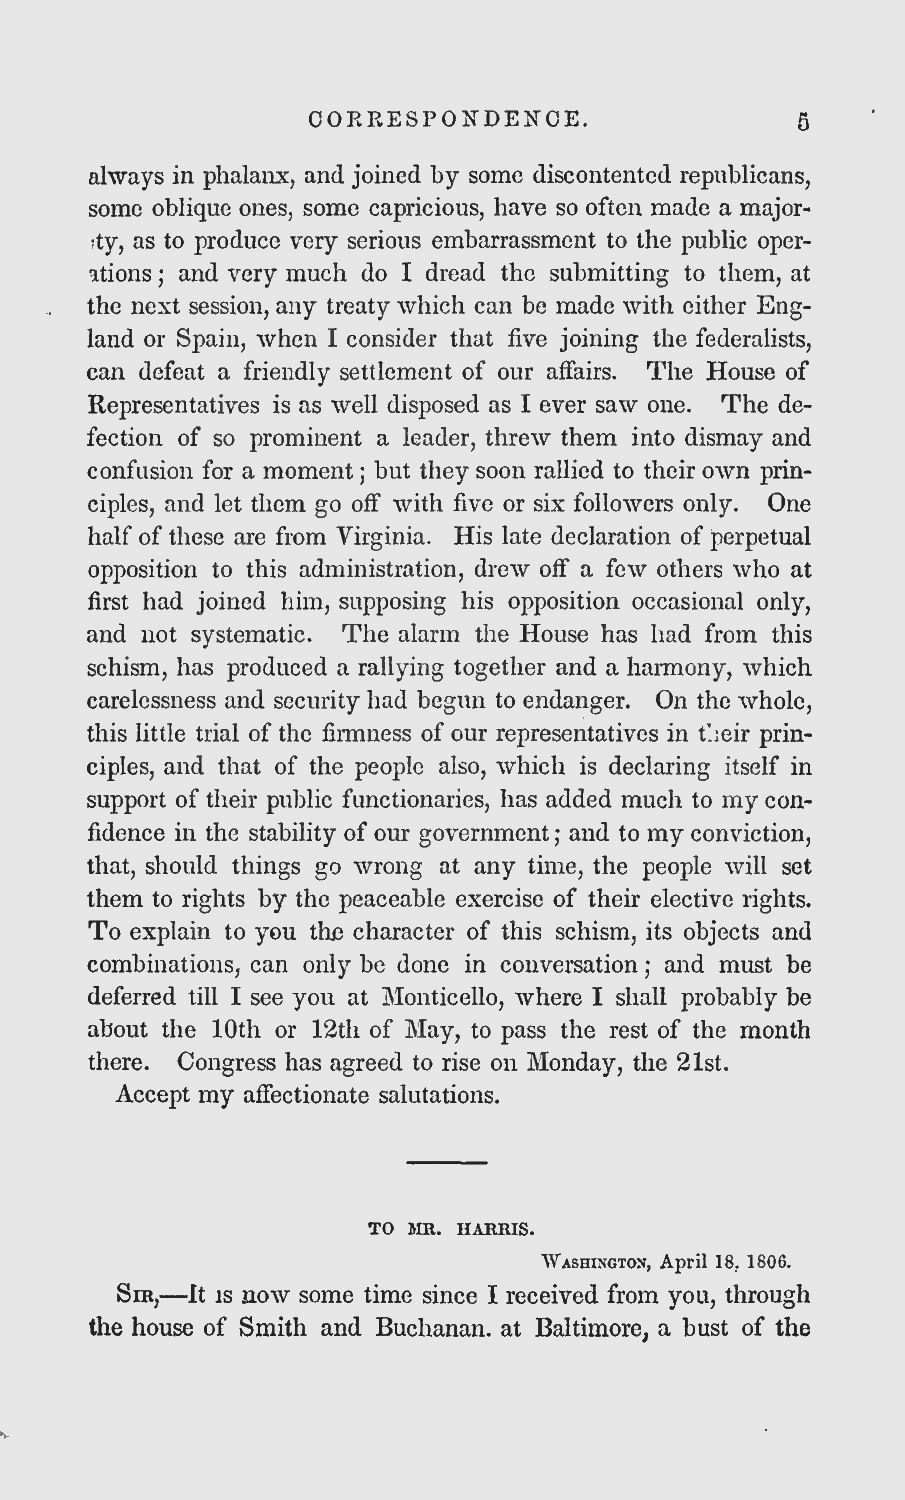 CORRESPONDENCE. 5
always in phalanx, and joined by some discontented republicans,
some oblique ones, some capricious, have so often made a major-
ity, as to produce very serious embarrassment to the public oper-
ations; and very much do I dread the submitting to them, at
the next session, any treaty which can be made with either Eng-
land or Spain, when I consider that five joining the federalists,
can defeat a friendly settlement of our affairs. The House of
Representatives is as well disposed as I ever saw one. The de-
fection of so prominent a leader, threw them into dismay and
confusion for a moment; but they soon rallied to their own prin-
ciples, and let them go off with five or six followers only. One
half of these are from Virginia. His late declaration of perpetual
opposition to this administration, drew off a few others who at
first had joined him, supposing his opposition occasional only,
and not systematic. The alarm the House has had from this
schism, has produced a rallying together and a harmony, which
carelessness and security had begun to endanger. On the whole,
this little trial of the firmness of our representatives in their prin-
ciples, and that of the people also, which is declaring itself in
support of their public functionaries, has added much to my con-
fidence in the stability of our government; and to my conviction,
that, should things go wrong at any time, the people will set
them to rights by the peaceable exercise of their elective rights.
To explain to you the character of this schism, its objects and
combinations, can only be done in conversation; and must be
deferred till I see you at Monticello, where I shall probably be
about the 10th or 12th of May, to pass the rest of the month
there. Congress has agreed to rise on Monday, the 21st.
Accept my affectionate salutations.
TO MR. HARRIS.
WASHINGTON, April 18, 1806.
SIR,—It is now some time since I received from you, through
the house of Smith and Buchanan. at Baltimore, a bust of the